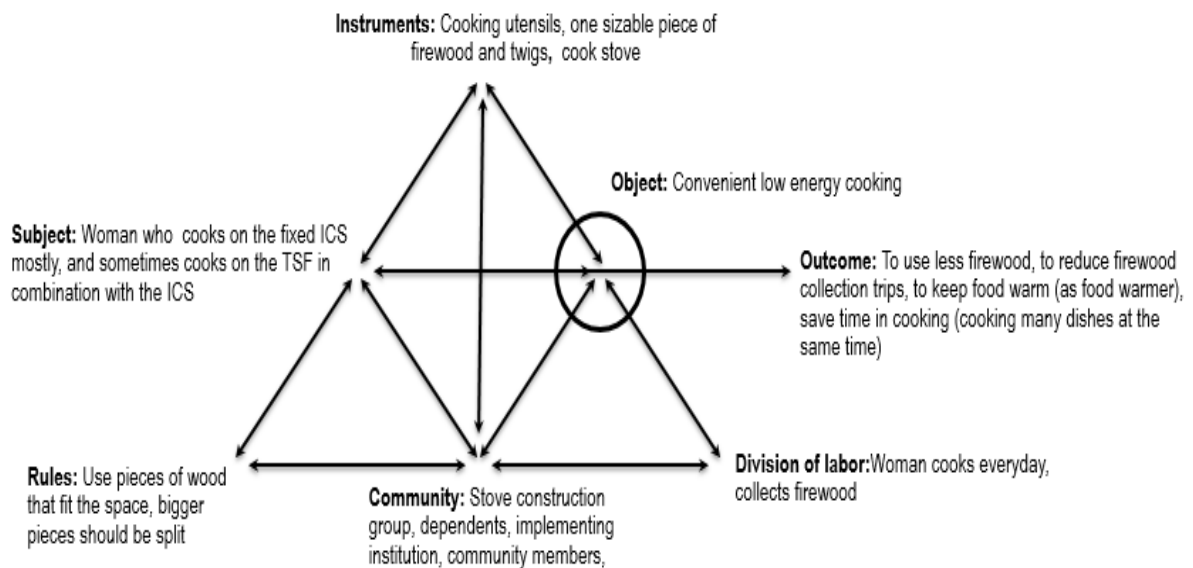 Instruments: Cooking utensils, one sizable piece of
firewood and twigs, cook stove
Object: Convenient low energy cooking
Subject: Woman who cooks on the fixed ICS
mostly, and sometimes cooks on the TSF in
combination with the ICS
Outcome: To use less firewood, to reduce firewood
collection trips, to keep food warm (as food warmer),
save time in cooking (cooking many dishes at the
same time)
Rules: Use pieces of wood
that fit the space, bigger
pieces should be split
Community: Stove construction
group, dependents, implementing
institution, community members,
Division of labor:Woman cooks everyday,
collects firewood